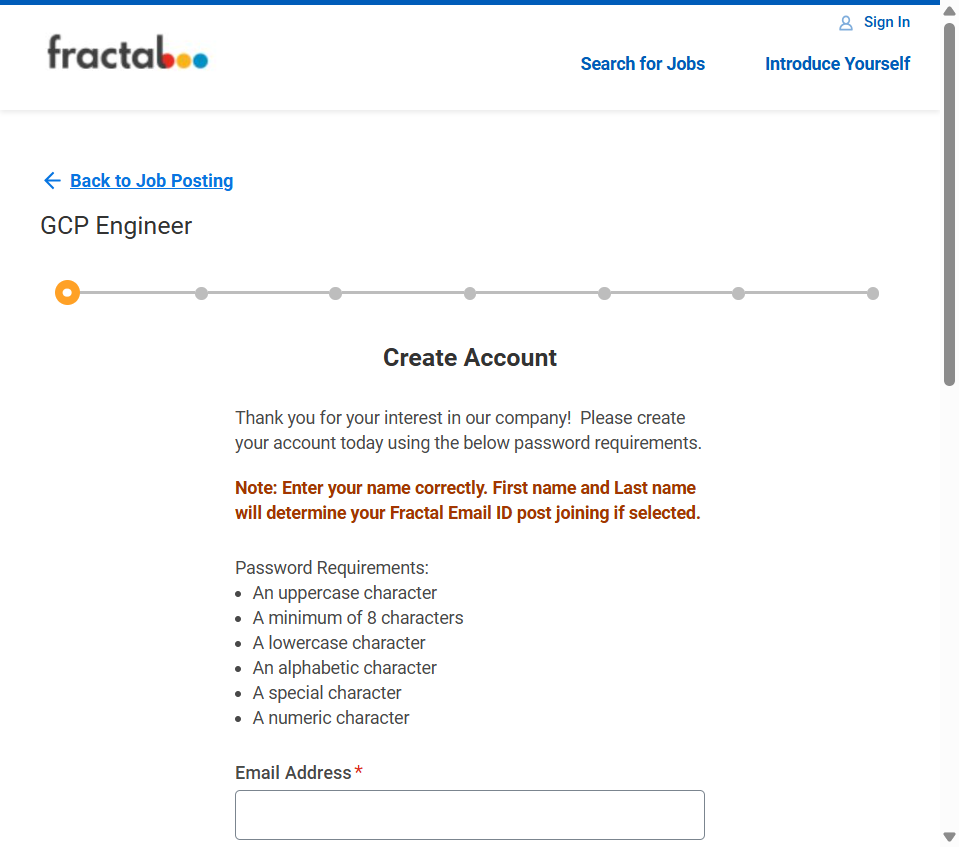 Sign In
fractal
Search for Jobs
Introduce Yourself
Back to Job Posting
GCP Engineer
Create Account
Thank you for your interest in our company!  Please create
your account today using the below password requirements.
Note: Enter your name correctly. First name and Last name
will determine your Fractal Email ID post joining if selected.
Password Requirements:
• An uppercase character
• A minimum of 8 characters
• A lowercase character
• An alphabetic character
• A special character
• A numeric character
Email Address*